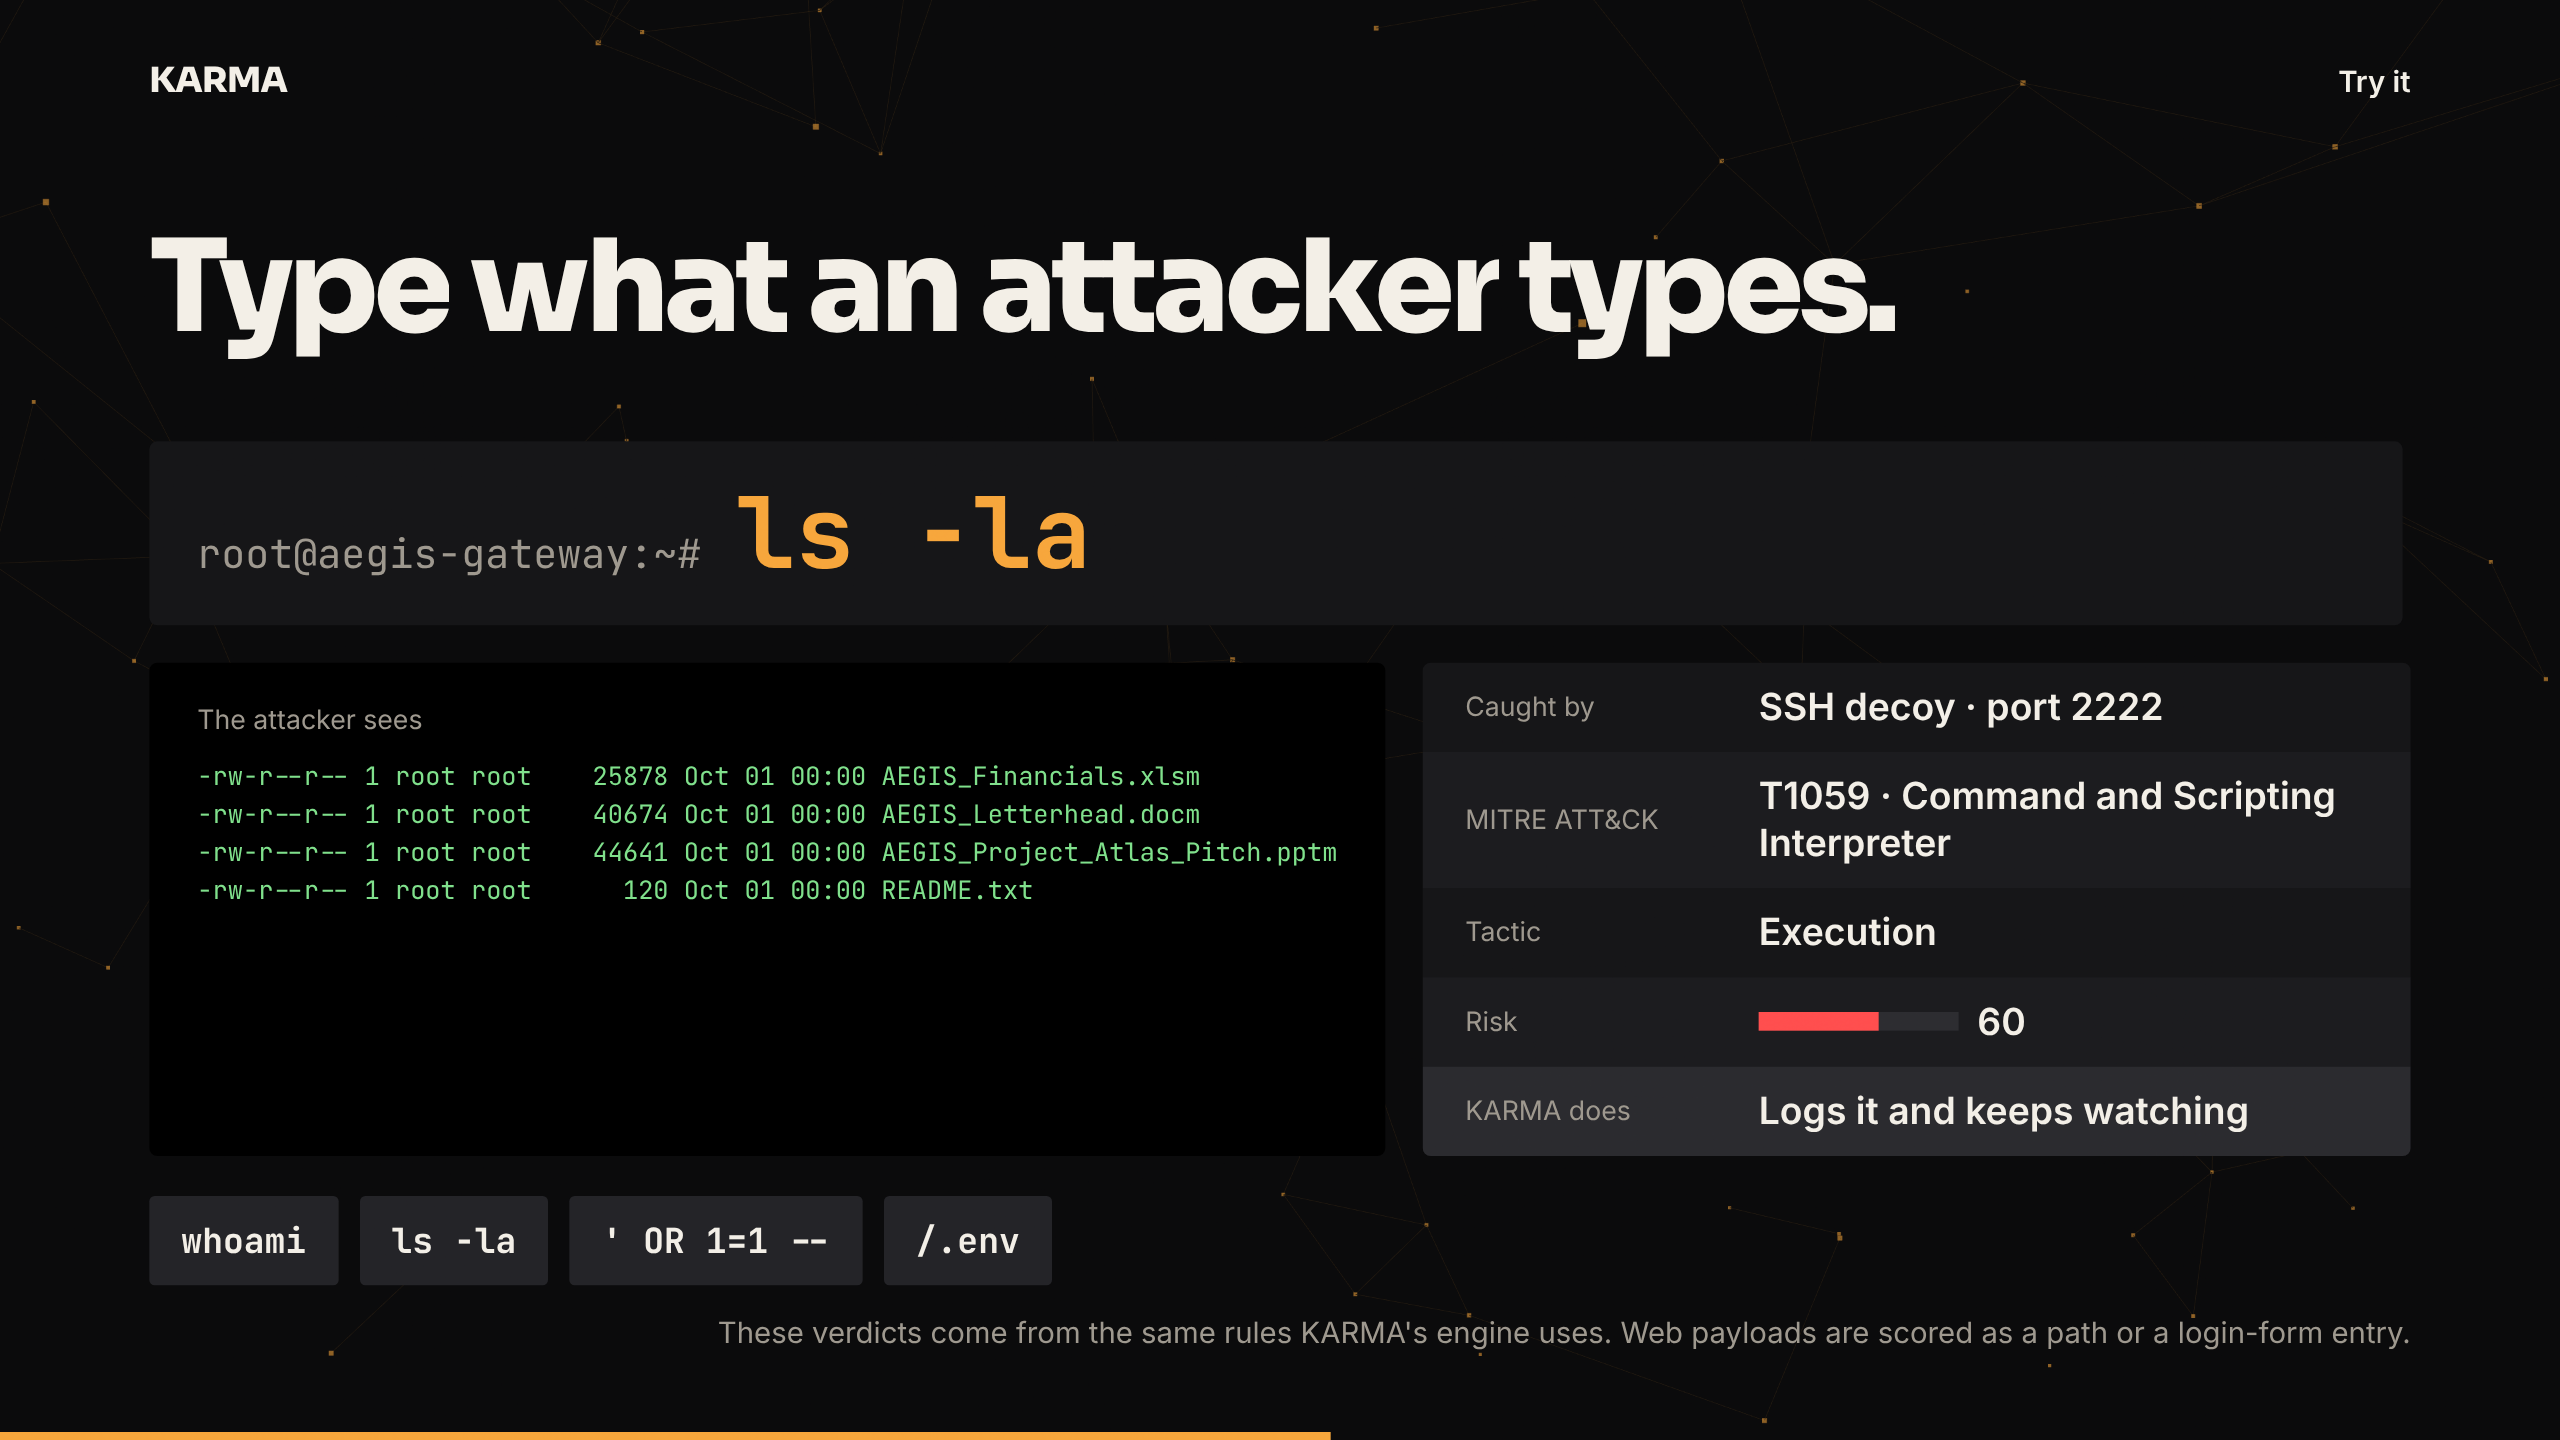 KARMA
Try it
Type what an attacker types.
root@aegis-gateway:~# ls -la
The attacker sees
-rw-r--r-- 1 root root    25878 Oct 01 00:00 AEGIS_Financials.xlsm
-rw-r--r-- 1 root root    40674 Oct 01 00:00 AEGIS_Letterhead.docm
-rw-r--r-- 1 root root    44641 Oct 01 00:00 AEGIS_Project_Atlas_Pitch.pptm
-rw-r--r-- 1 root root      120 Oct 01 00:00 README.txt
Caught by SSH decoy · port 2222
MITRE ATT&CK T1059 · Command and Scripting
Interpreter
Tactic Execution
Risk 60
KARMA does Logs it and keeps watching
whoami ls -la ' OR 1=1 -- /.env
These verdicts come from the same rules KARMA's engine uses. Web payloads are scored as a path or a login-form entry.